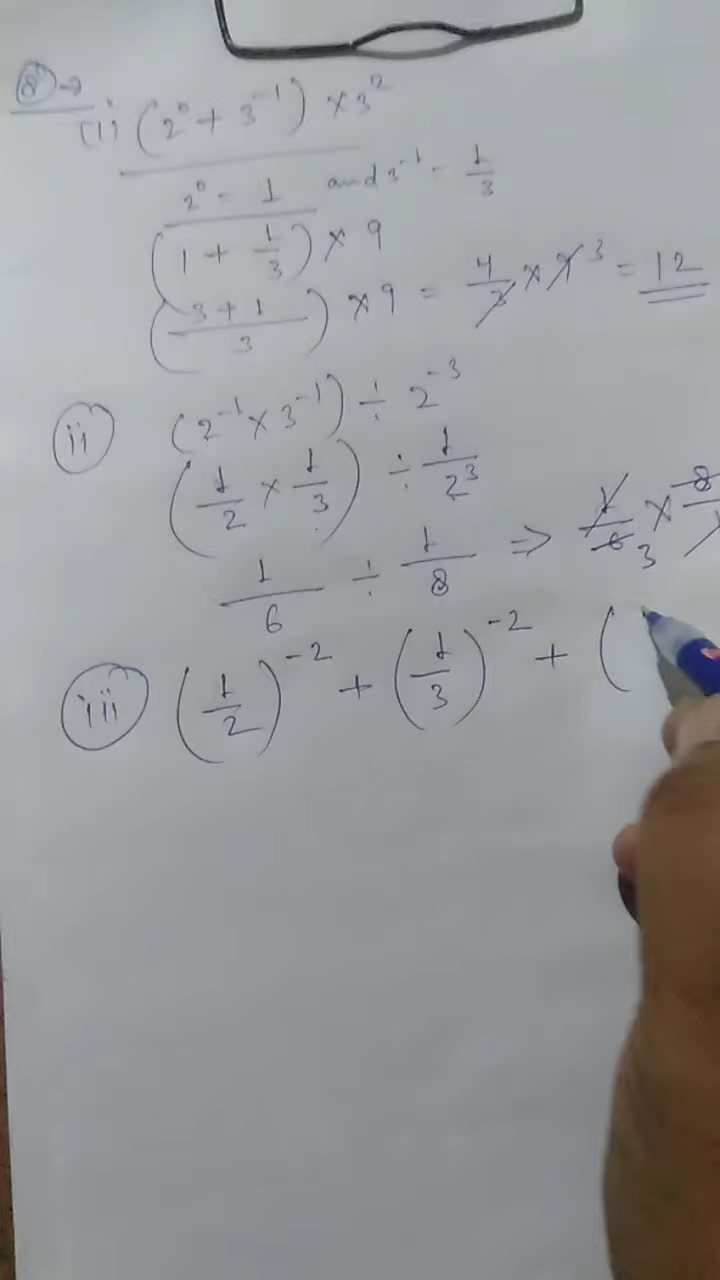 Q→
(i) (2⁰ + 3⁻¹) × 3²
2⁰ = 1 and 3⁻¹ = 1/3
(1 + 1/3) × 9
(3 + 1 / 3) × 9 = 4/3 × 9 3 = 12
ii (2⁻¹ × 3⁻¹) ÷ 2⁻³
(1/2 × 1/3) ÷ 1/2³
1/6 ÷ 1/8 ⇒ 1/6 3 × 8/1
iii (1/2)⁻² + (1/3)⁻² + (